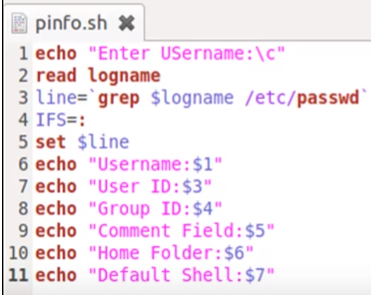 pinfo.sh
1 echo "Enter USername:\c"
2 read logname
3 line=`grep $logname /etc/passwd`
4 IFS=:
5 set $line
6 echo "Username:$1"
7 echo "User ID:$3"
8 echo "Group ID:$4"
9 echo "Comment Field:$5"
10 echo "Home Folder:$6"
11 echo "Default Shell:$7"